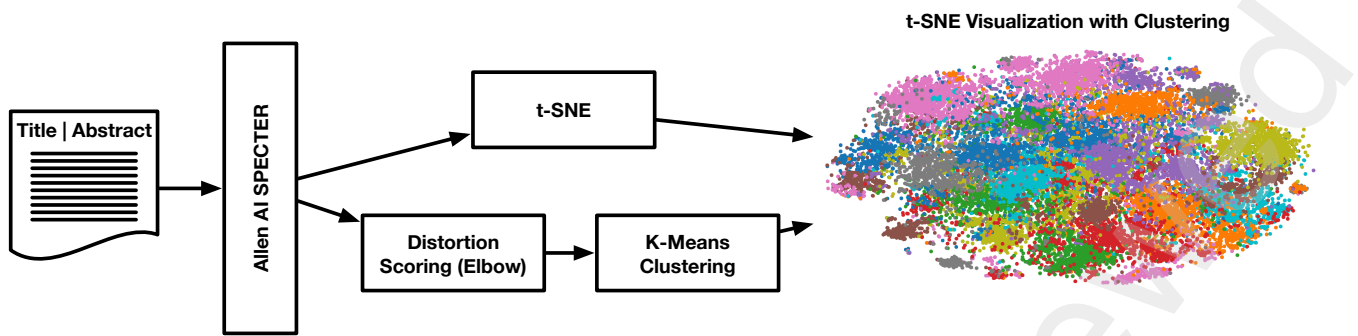 t-SNE Visualization with Clustering
Title | Abstract
Allen AI SPECTER
t-SNE
Distortion
Scoring (Elbow)
K-Means
Clustering